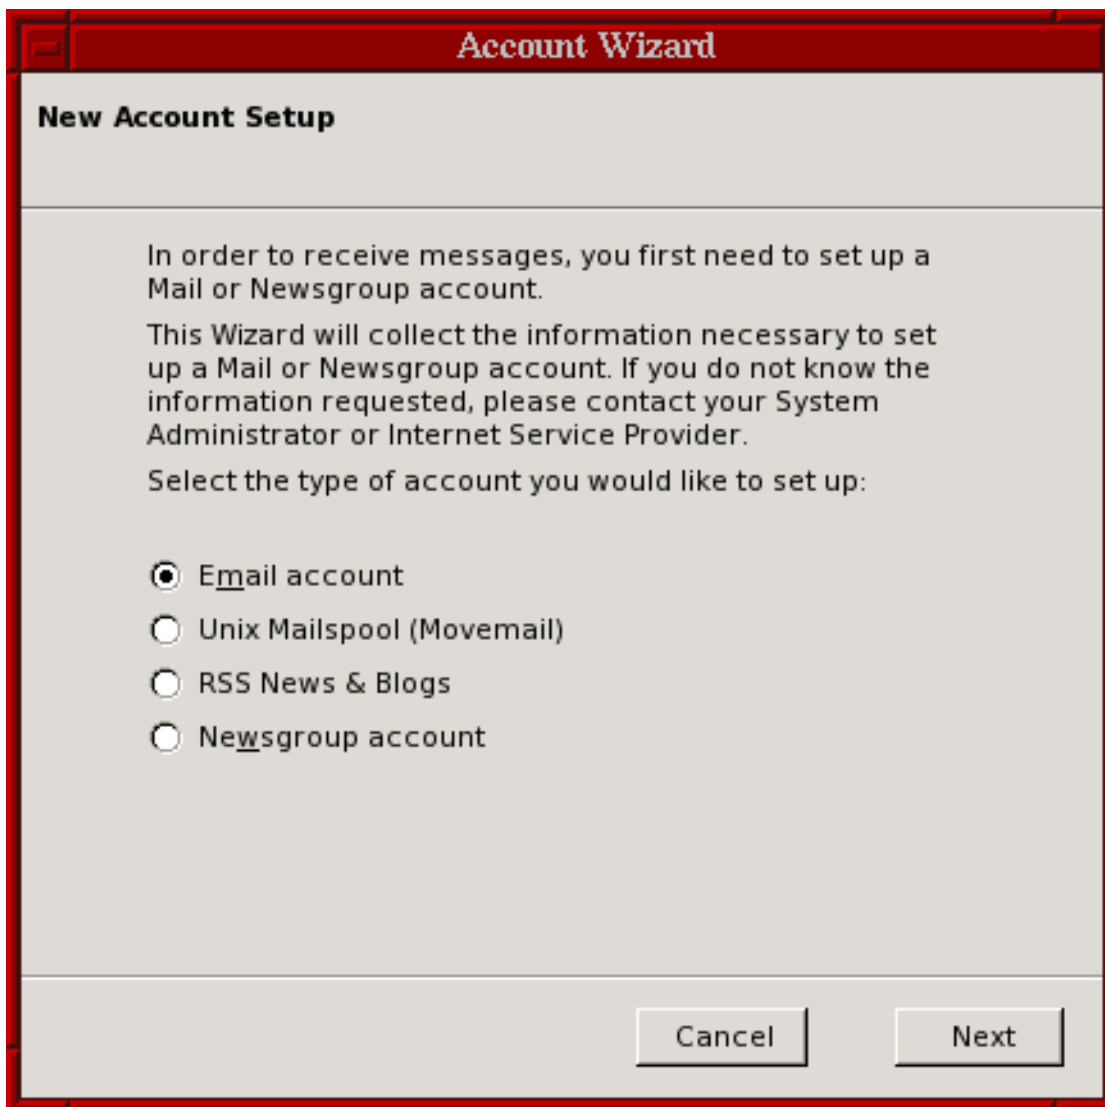 Account Wizard
New Account Setup
In order to receive messages, you first need to set up a
Mail or Newsgroup account.
This Wizard will collect the information necessary to set
up a Mail or Newsgroup account. If you do not know the
information requested, please contact your System
Administrator or Internet Service Provider.
Select the type of account you would like to set up:
Email account
Unix Mailspool (Movemail)
RSS News & Blogs
Newsgroup account
Cancel
Next